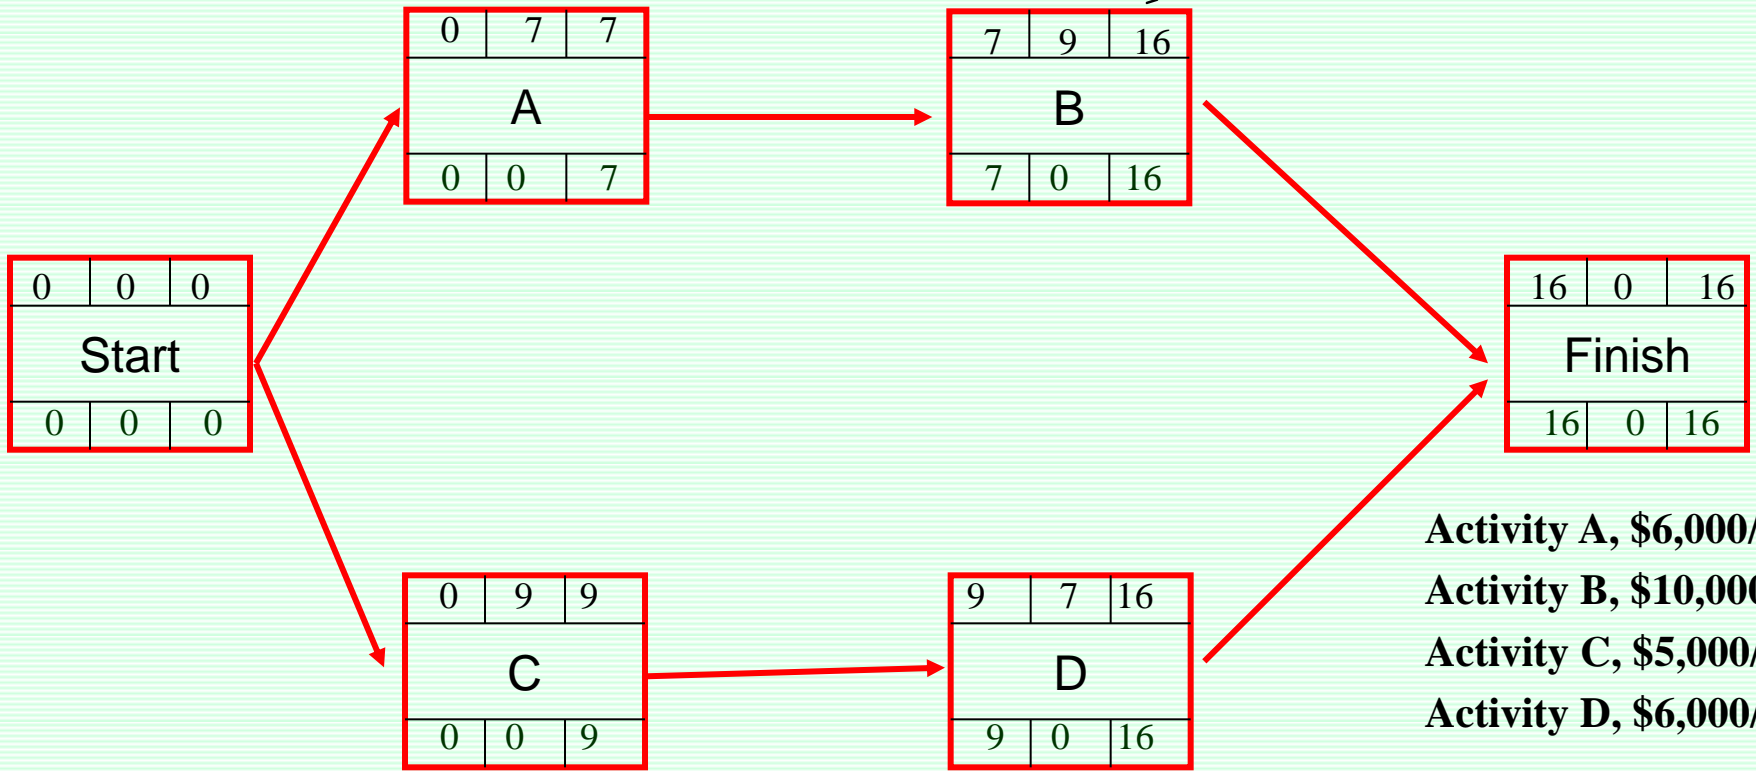 0 7 7
A
0 0 7
7 9 16
B
7 0 16
0 0 0
Start
0 0 0
16 0 16
Finish
16 0 16
0 9 9
C
0 0 9
9 7 16
D
9 0 16
Activity A, $6,000/
Activity B, $10,000
Activity C, $5,000/
Activity D, $6,000/